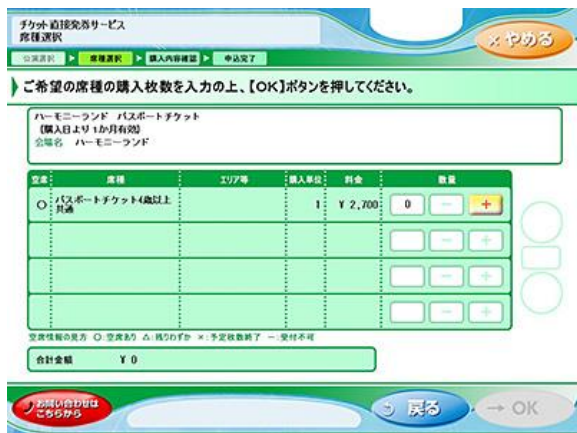 チケット直接発券サービス
席種選択
× やめる
公演選択 ▶ 席種選択 ▶ 購入内容確認 ▶ 申込完了
ご希望の席種の購入枚数を入力の上、【OK】ボタンを押してください。
ハーモニーランド パスポートチケット
(購入日より1か月有効)
会場名 ハーモニーランド
空席 席種 エリア等 購入単位 料金 数量
○ パスポートチケット(4歳以上 1 ¥ 2,700 0 － ＋
共通
－ ＋
－ ＋
－ ＋
空席情報の見方 ○:空席あり △:残りわずか ×:予定枚数終了 －:受付不可
合計金額 ¥ 0
お問い合わせは
こちらから
戻る
→ OK